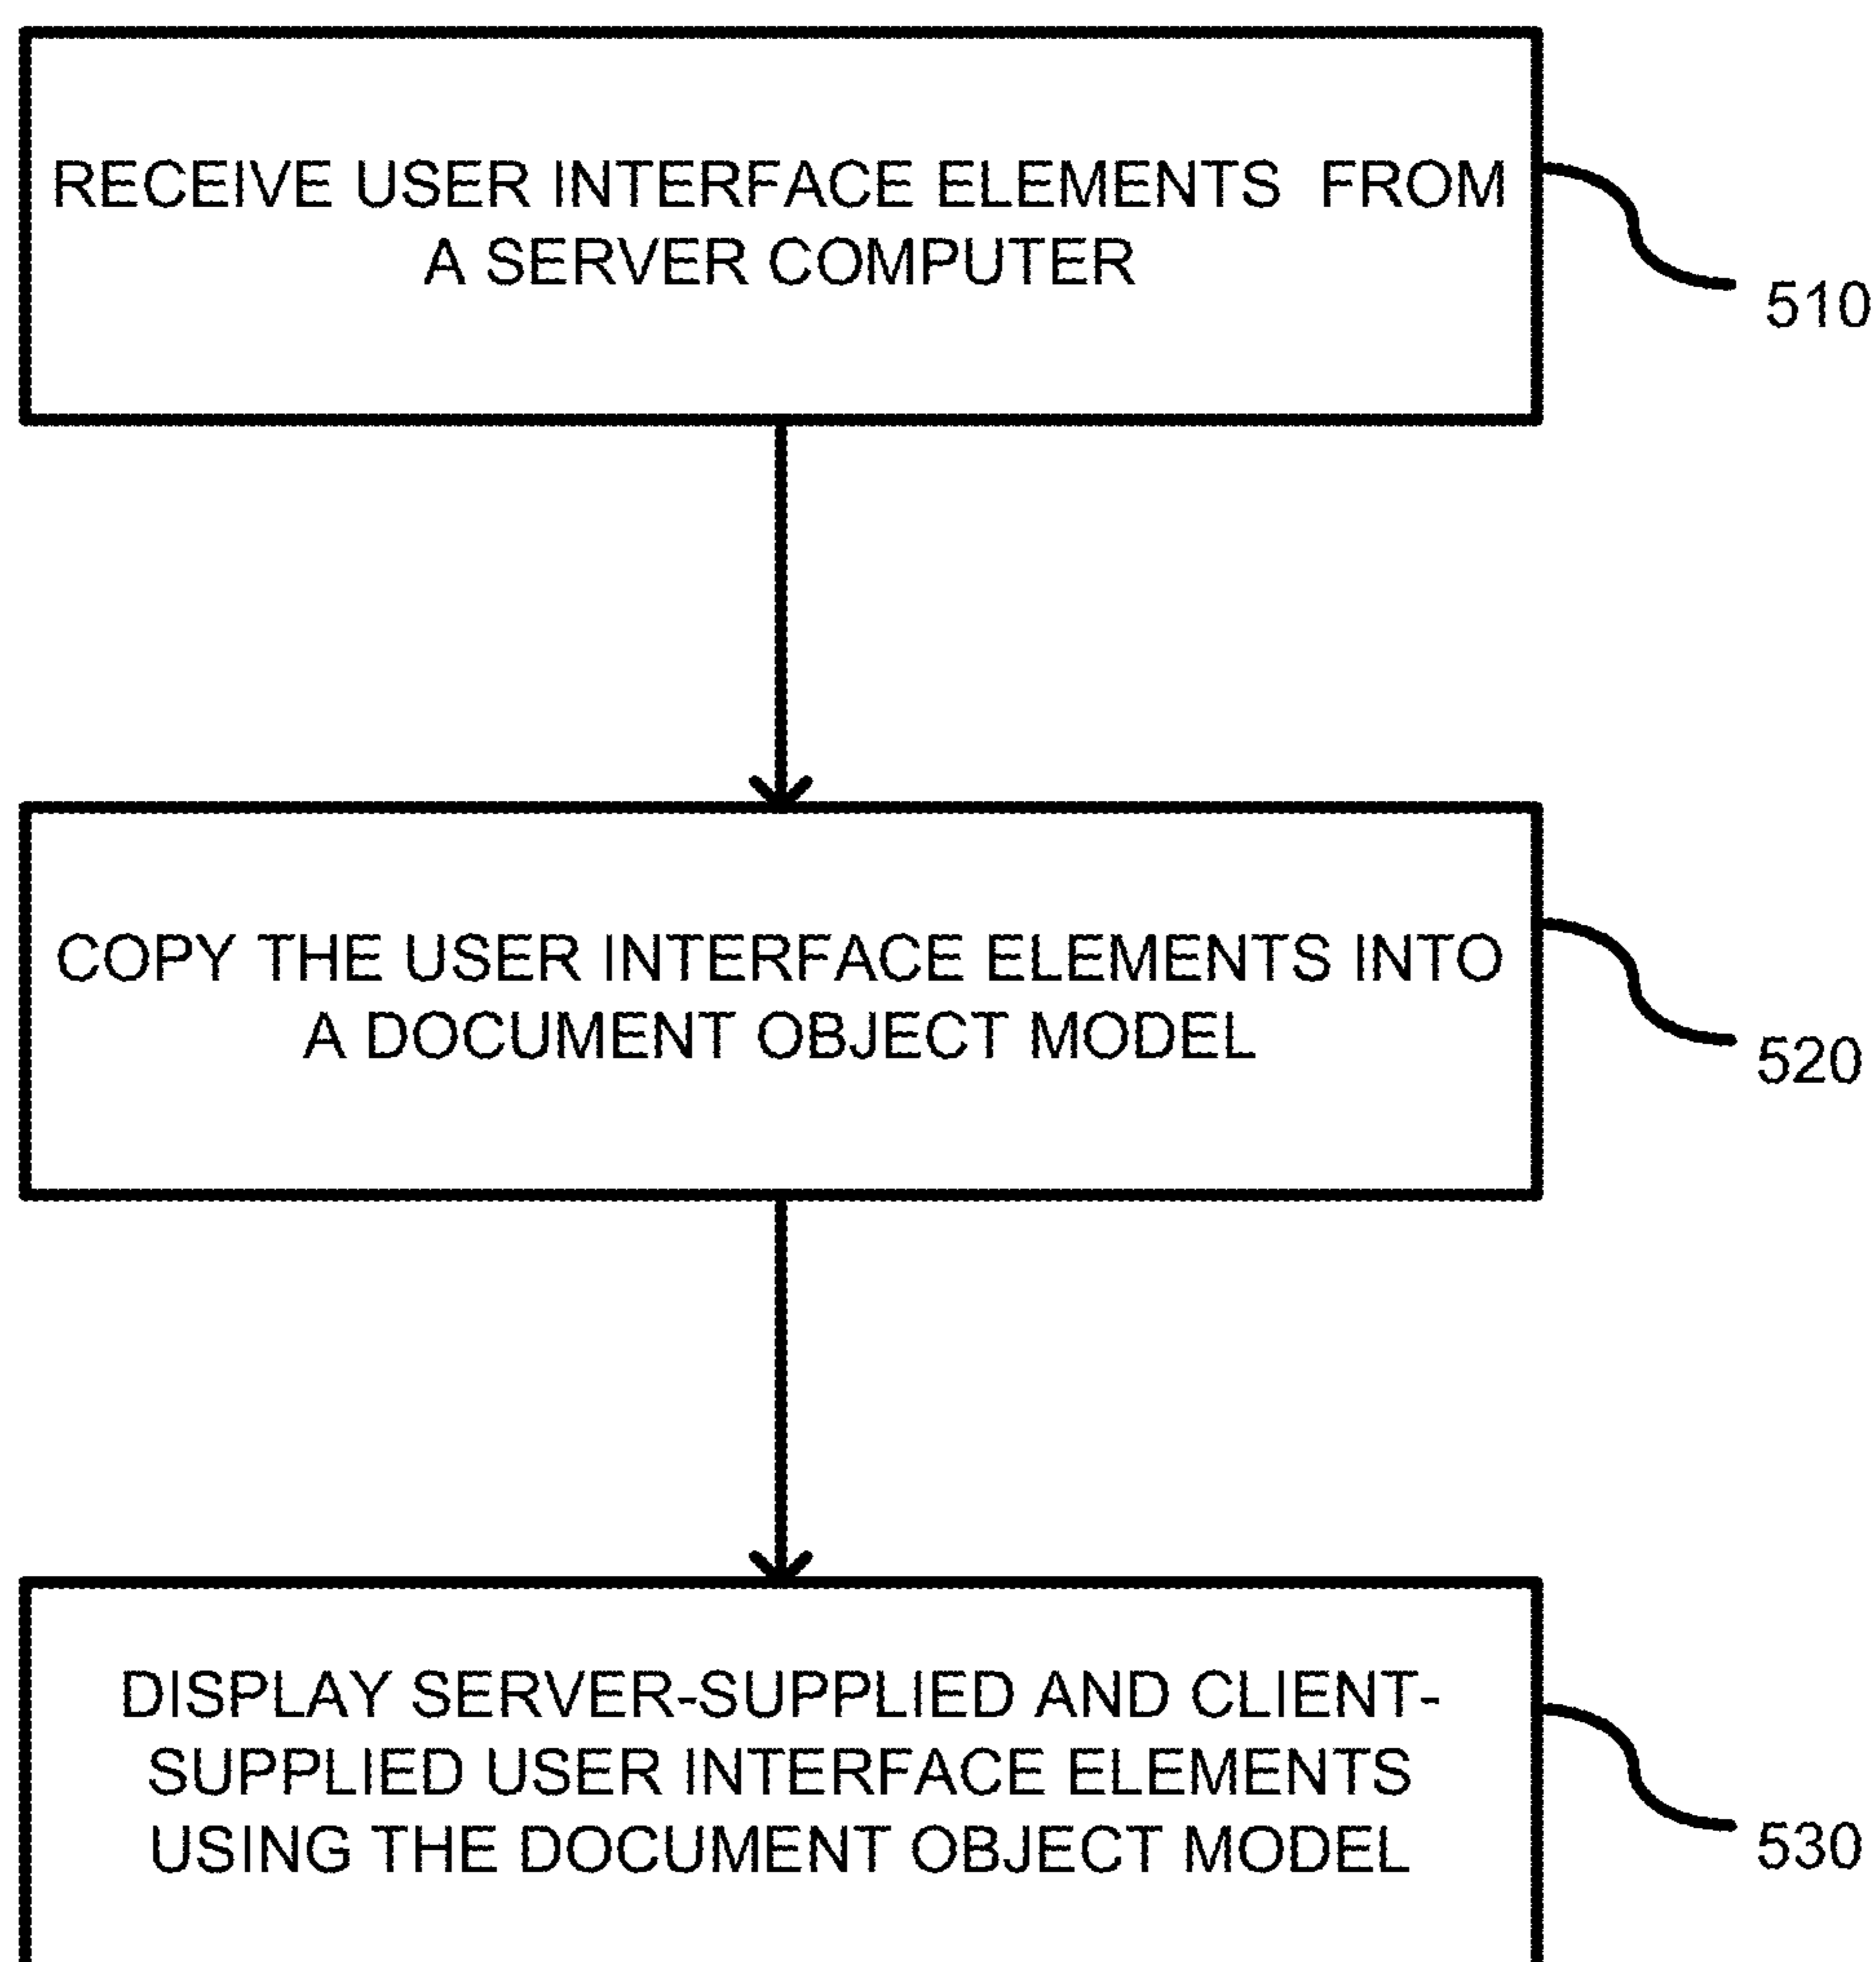 RECEIVE USER INTERFACE ELEMENTS FROM
A SERVER COMPUTER
510
COPY THE USER INTERFACE ELEMENTS INTO
A DOCUMENT OBJECT MODEL
520
DISPLAY SERVER-SUPPLIED AND CLIENT-
SUPPLIED USER INTERFACE ELEMENTS
USING THE DOCUMENT OBJECT MODEL
530